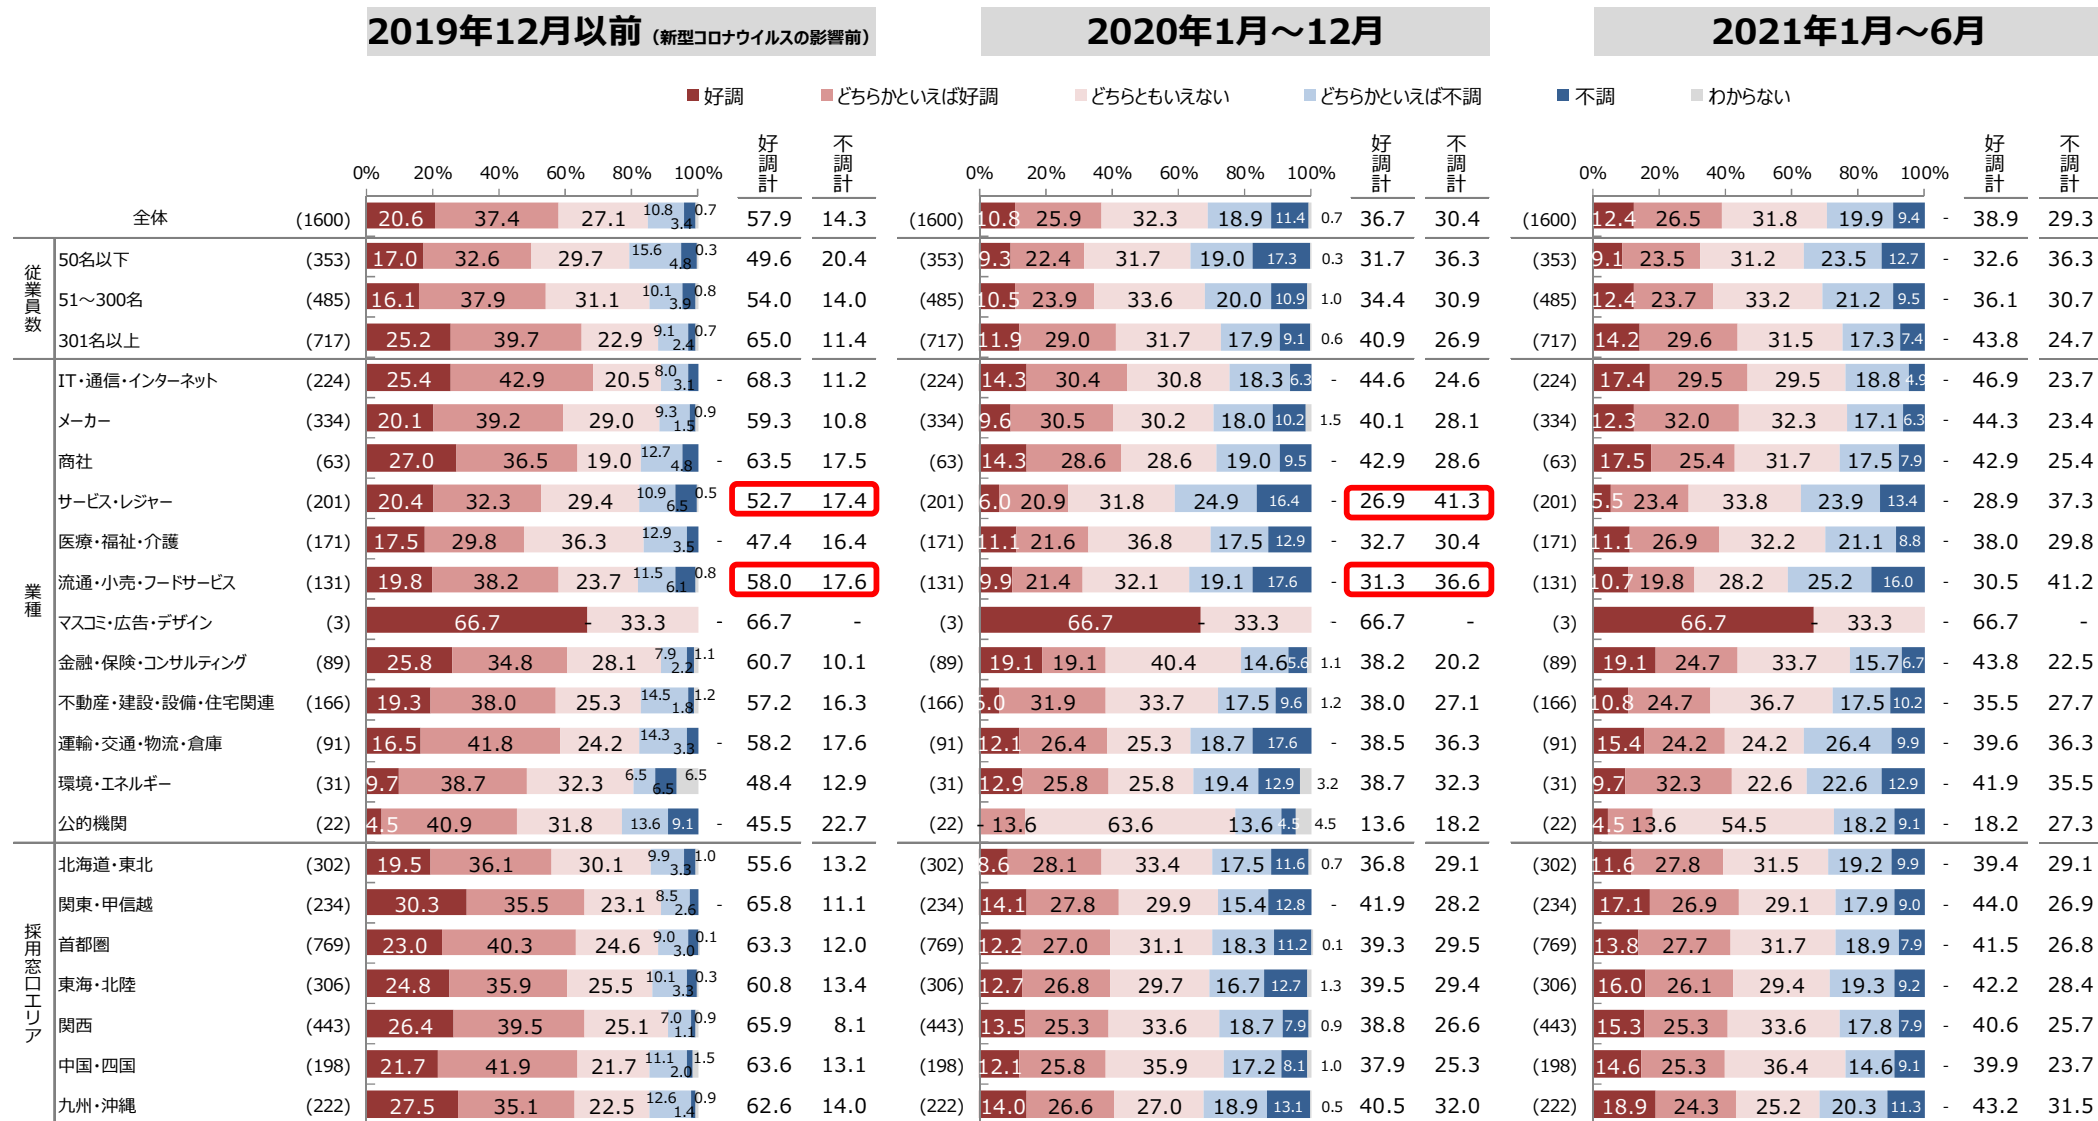 2019年12月以前（新型コロナウイルスの影響前） 2020年1月～12月 2021年1月～6月
■好調 ■どちらかといえば好調 ■どちらともいえない ■どちらかといえば不調 ■不調 ■わからない
好調計 不調計 好調計 不調計 好調計 不調計
0% 20% 40% 60% 80% 100% 0% 20% 40% 60% 80% 100% 0% 20% 40% 60% 80% 100%
全体 (1600) 20.6 37.4 27.1 10.8 3.4 0.7 57.9 14.3 (1600) 10.8 25.9 32.3 18.9 11.4 0.7 36.7 30.4 (1600) 12.4 26.5 31.8 19.9 9.4 - 38.9 29.3
従業員数
50名以下 (353) 17.0 32.6 29.7 15.6 4.8 0.3 49.6 20.4 (353) 9.3 22.4 31.7 19.0 17.3 0.3 31.7 36.3 (353) 9.1 23.5 31.2 23.5 12.7 - 32.6 36.3
51～300名 (485) 16.1 37.9 31.1 10.1 3.9 0.8 54.0 14.0 (485) 10.5 23.9 33.6 20.0 10.9 1.0 34.4 30.9 (485) 12.4 23.7 33.2 21.2 9.5 - 36.1 30.7
301名以上 (717) 25.2 39.7 22.9 9.1 2.4 0.7 65.0 11.4 (717) 11.9 29.0 31.7 17.9 9.1 0.6 40.9 26.9 (717) 14.2 29.6 31.5 17.3 7.4 - 43.8 24.7
業種
IT・通信・インターネット (224) 25.4 42.9 20.5 8.0 3.1 - 68.3 11.2 (224) 14.3 30.4 30.8 18.3 6.3 - 44.6 24.6 (224) 17.4 29.5 29.5 18.8 4.9 - 46.9 23.7
メーカー (334) 20.1 39.2 29.0 9.3 1.5 0.9 59.3 10.8 (334) 9.6 30.5 30.2 18.0 10.2 1.5 40.1 28.1 (334) 12.3 32.0 32.3 17.1 6.3 - 44.3 23.4
商社 (63) 27.0 36.5 19.0 12.7 4.8 - 63.5 17.5 (63) 14.3 28.6 28.6 19.0 9.5 - 42.9 28.6 (63) 17.5 25.4 31.7 17.5 7.9 - 42.9 25.4
サービス・レジャー (201) 20.4 32.3 29.4 10.9 6.5 0.5 52.7 17.4 (201) 6.0 20.9 31.8 24.9 16.4 - 26.9 41.3 (201) 5.5 23.4 33.8 23.9 13.4 - 28.9 37.3
医療・福祉・介護 (171) 17.5 29.8 36.3 12.9 3.5 - 47.4 16.4 (171) 11.1 21.6 36.8 17.5 12.9 - 32.7 30.4 (171) 11.1 26.9 32.2 21.1 8.8 - 38.0 29.8
流通・小売・フードサービス (131) 19.8 38.2 23.7 11.5 6.1 0.8 58.0 17.6 (131) 9.9 21.4 32.1 19.1 17.6 - 31.3 36.6 (131) 10.7 19.8 28.2 25.2 16.0 - 30.5 41.2
マスコミ・広告・デザイン (3) 66.7 - 33.3 - 66.7 - (3) 66.7 - 33.3 - 66.7 - (3) 66.7 - 33.3 - 66.7 -
金融・保険・コンサルティング (89) 25.8 34.8 28.1 7.9 2.2 1.1 60.7 10.1 (89) 19.1 19.1 40.4 14.6 5.6 1.1 38.2 20.2 (89) 19.1 24.7 33.7 15.7 6.7 - 43.8 22.5
不動産・建設・設備・住宅関連 (166) 19.3 38.0 25.3 14.5 1.8 1.2 57.2 16.3 (166) 6.0 31.9 33.7 17.5 9.6 1.2 38.0 27.1 (166) 10.8 24.7 36.7 17.5 10.2 - 35.5 27.7
運輸・交通・物流・倉庫 (91) 16.5 41.8 24.2 14.3 3.3 - 58.2 17.6 (91) 12.1 26.4 25.3 18.7 17.6 - 38.5 36.3 (91) 15.4 24.2 24.2 26.4 9.9 - 39.6 36.3
環境・エネルギー (31) 9.7 38.7 32.3 6.5 6.5 6.5 48.4 12.9 (31) 12.9 25.8 25.8 19.4 12.9 3.2 38.7 32.3 (31) 9.7 32.3 22.6 22.6 12.9 - 41.9 35.5
公的機関 (22) 4.5 40.9 31.8 13.6 9.1 - 45.5 22.7 (22) - 13.6 63.6 13.6 4.5 4.5 13.6 18.2 (22) 4.5 13.6 54.5 18.2 9.1 - 18.2 27.3
採用窓口エリア
北海道・東北 (302) 19.5 36.1 30.1 9.9 3.3 1.0 55.6 13.2 (302) 8.6 28.1 33.4 17.5 11.6 0.7 36.8 29.1 (302) 11.6 27.8 31.5 19.2 9.9 - 39.4 29.1
関東・甲信越 (234) 30.3 35.5 23.1 8.5 2.6 - 65.8 11.1 (234) 14.1 27.8 29.9 15.4 12.8 - 41.9 28.2 (234) 17.1 26.9 29.1 17.9 9.0 - 44.0 26.9
首都圏 (769) 23.0 40.3 24.6 9.0 3.0 0.1 63.3 12.0 (769) 12.2 27.0 31.1 18.3 11.2 0.1 39.3 29.5 (769) 13.8 27.7 31.7 18.9 7.9 - 41.5 26.8
東海・北陸 (306) 24.8 35.9 25.5 10.1 3.3 0.3 60.8 13.4 (306) 12.7 26.8 29.7 16.7 12.7 1.3 39.5 29.4 (306) 16.0 26.1 29.4 19.3 9.2 - 42.2 28.4
関西 (443) 26.4 39.5 25.1 7.0 1.1 0.9 65.9 8.1 (443) 13.5 25.3 33.6 18.7 7.9 0.9 38.8 26.6 (443) 15.3 25.3 33.6 17.8 7.9 - 40.6 25.7
中国・四国 (198) 21.7 41.9 21.7 11.1 2.0 1.5 63.6 13.1 (198) 12.1 25.8 35.9 17.2 8.1 1.0 37.9 25.3 (198) 14.6 25.3 36.4 14.6 9.1 - 39.9 23.7
九州・沖縄 (222) 27.5 35.1 22.5 12.6 1.4 0.9 62.6 14.0 (222) 14.0 26.6 27.0 18.9 13.1 0.5 40.5 32.0 (222) 18.9 24.3 25.2 20.3 11.3 - 43.2 31.5